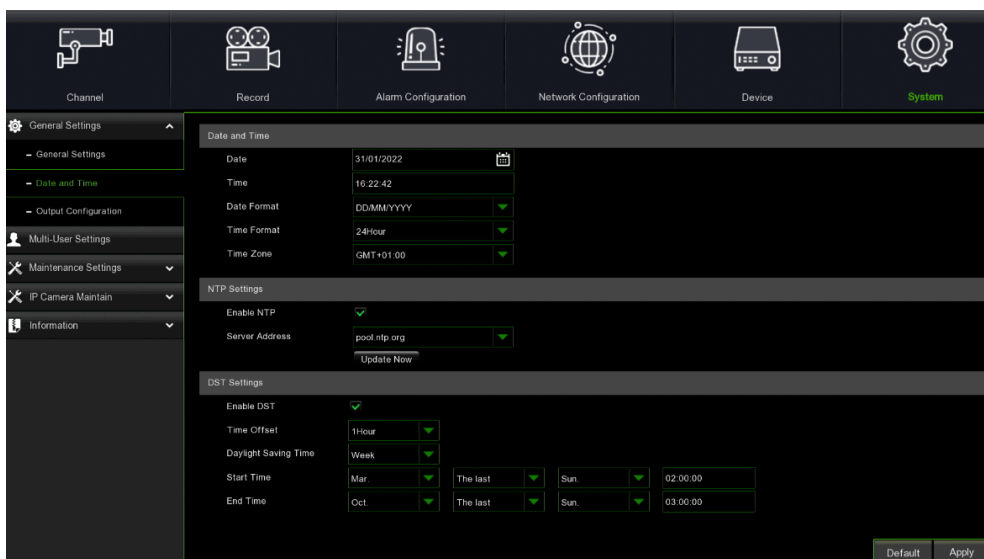 Channel Record Alarm Configuration Network Configuration Device System
General Settings
General Settings
Date and Time
Output Configuration
Multi-User Settings
Maintenance Settings
IP Camera Maintain
Information
Date and Time
Date 31/01/2022
Time 16:22:42
Date Format DD/MM/YYYY
Time Format 24Hour
Time Zone GMT+01:00
NTP Settings
Enable NTP
Server Address pool.ntp.org
Update Now
DST Settings
Enable DST
Time Offset 1Hour
Daylight Saving Time Week
Start Time Mar. The last Sun. 02:00:00
End Time Oct. The last Sun. 03:00:00
Default Apply